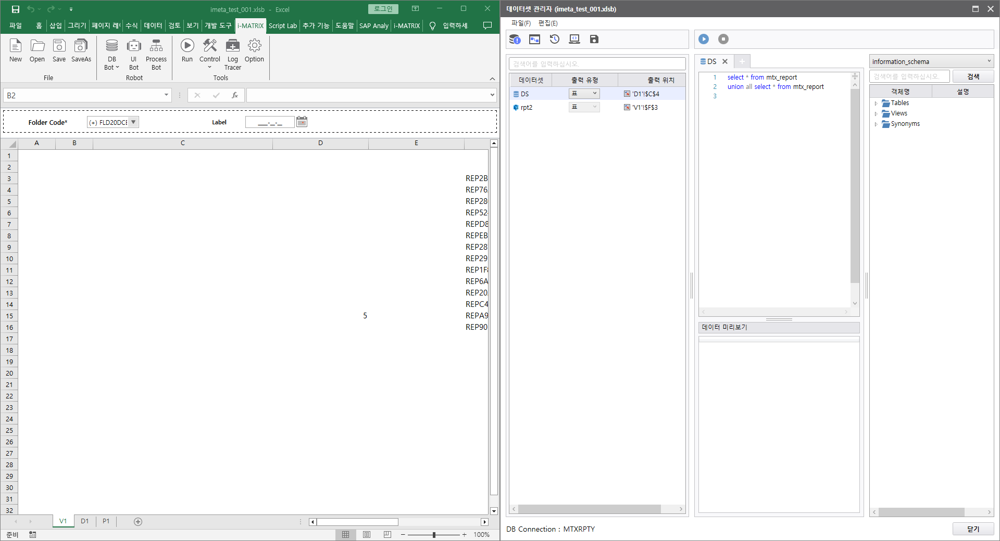 imeta_test_001.xlsb - Excel
로그인
파일 홈 삽입 그리기 페이지 레이 수식 데이터 검토 보기 개발 도구 i-MATRIX Script Lab 추가 기능 도움말 SAP Analy i-MATRIX 입력하세
New Open Save SaveAs
DB Bot
UI Bot
Process Bot
Run Control
Log Tracer
Option
File Robot Tools
B2
fx
Folder Code* (+) FLD20DCE Label ____-__-__
A B C D E
1
2
3 REP2B
4 REP76
5 REP28
6 REP52
7 REPD8
8 REPEB
9 REP28
10 REP29
11 REP1F
12 REP6A
13 REP20
14 REPC4
15 5 REPA9
16 REP90
17
18
19
20
21
22
23
24
25
26
27
28
29
30
31
32
V1 D1 P1
준비 100%
데이터셋 관리자 (imeta_test_001.xlsb)
파일(F) 편집(E)
검색어를 입력하십시오.
데이터셋 출력 유형 출력 위치
DS 표 'D1'!$C$4
rpt2 표 'V1'!$F$3
DS
1 select * from mtx_report
2 union all select * from mtx_report
3
데이터 미리보기
information_schema
검색어를 입력하십시오. 검색
객체명 설명
Tables
Views
Synonyms
DB Connection : MTXRPTY
닫기